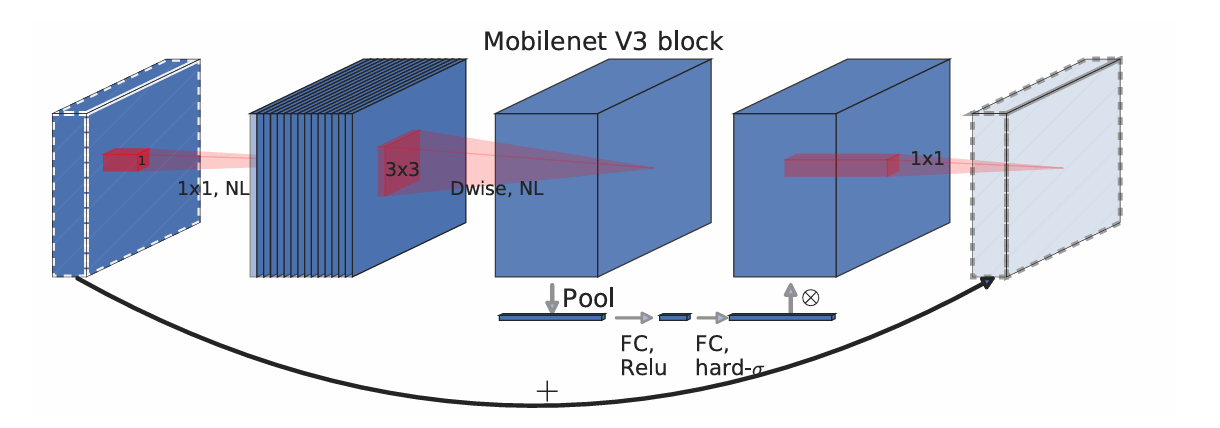 Mobilenet V3 block
1
1x1, NL
3x3
Dwise, NL
1x1
Pool
⊗
FC,
Relu
FC,
hard-σ
+